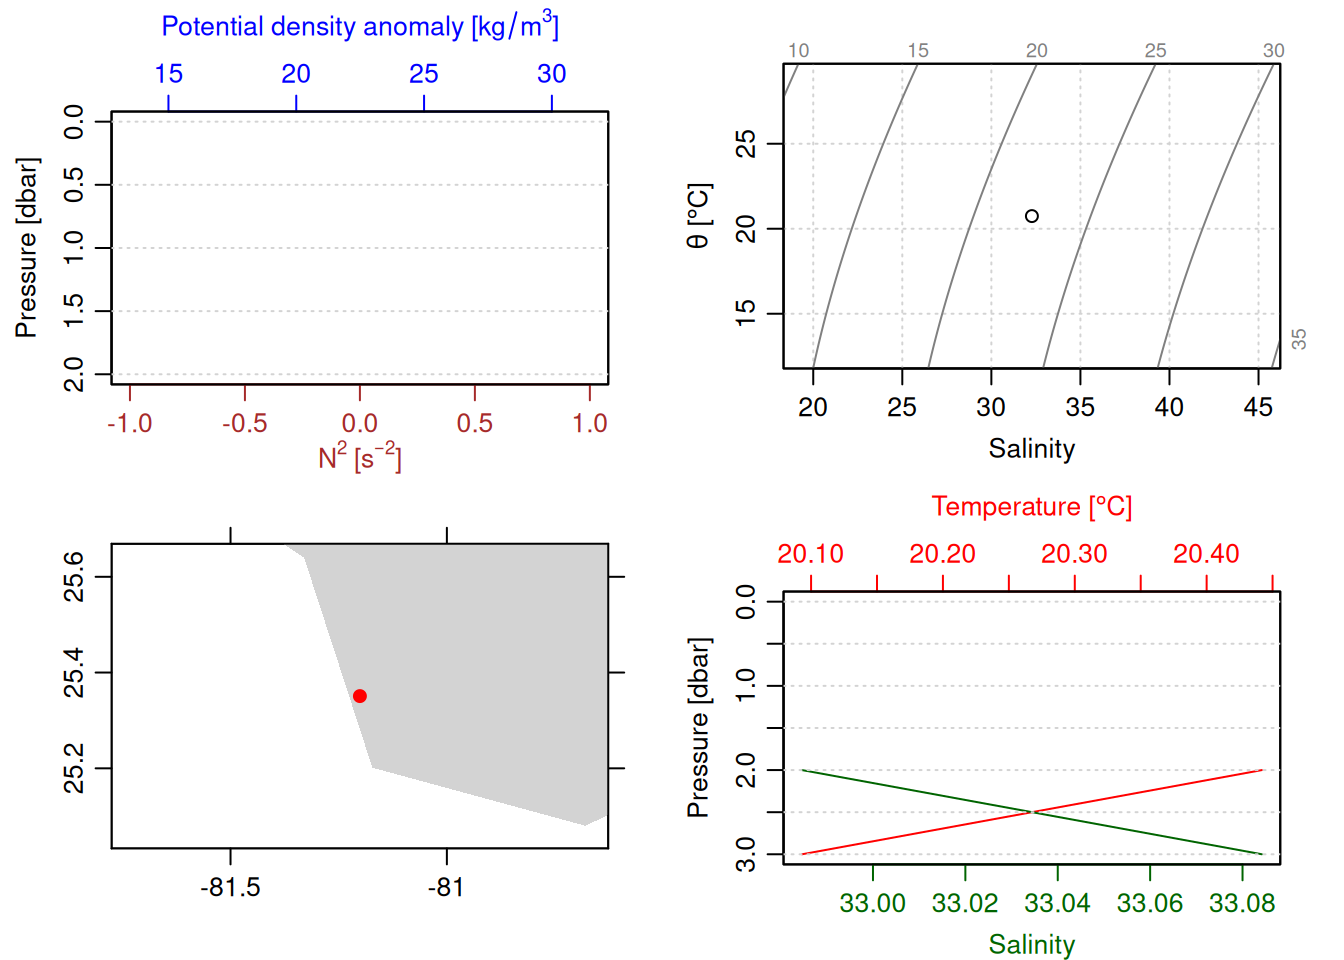 Potential density anomaly [kg/m³]
15 20 25 30
0.0
0.5
1.0
1.5
2.0
Pressure [dbar]
-1.0 -0.5 0.0 0.5 1.0
N² [s⁻²]
10 15 20 25 30
35
25
20
15
θ [°C]
20 25 30 35 40 45
Salinity
25.6
25.4
25.2
-81.5 -81
Temperature [°C]
20.10 20.20 20.30 20.40
0.0
1.0
2.0
3.0
Pressure [dbar]
33.00 33.02 33.04 33.06 33.08
Salinity